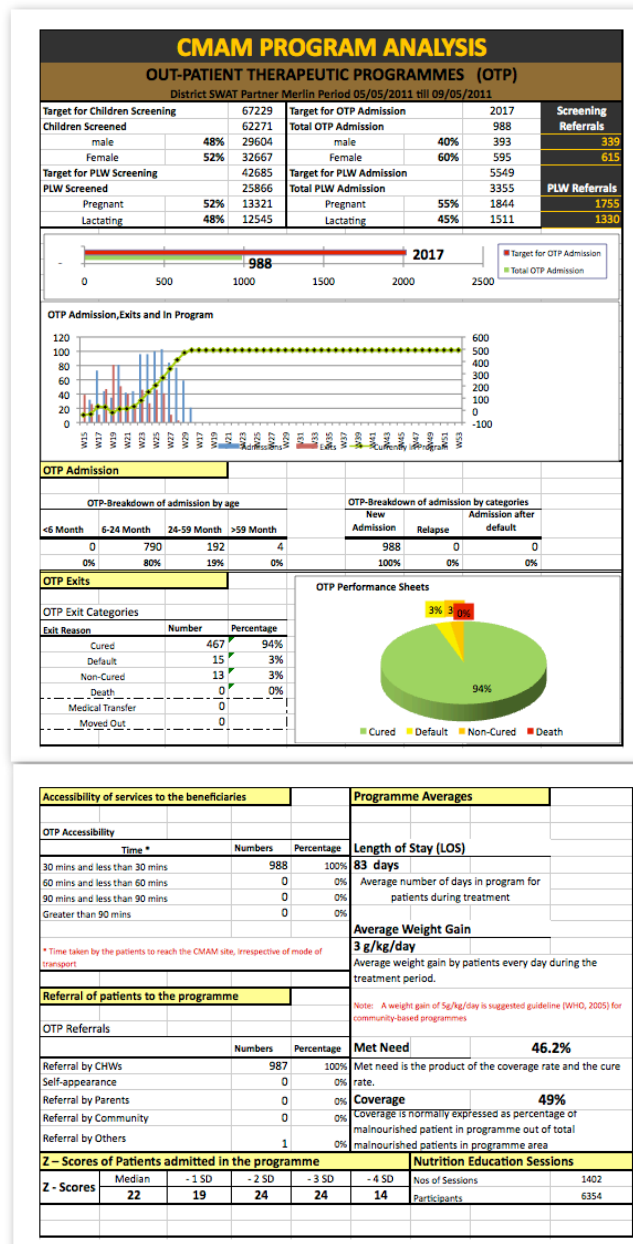 CMAM PROGRAM ANALYSIS
OUT-PATIENT THERAPEUTIC PROGRAMMES (OTP)
District SWAT Partner Merlin Period 05/05/2011 till 09/05/2011
Target for Children Screening 67229 Target for OTP Admission 2017 Screening
Children Screened 62271 Total OTP Admission 988 Referrals
male 48% 29604 male 40% 393 339
Female 52% 32667 Female 60% 595 615
Target for PLW Screening 42685 Target for PLW Admission 5549
PLW Screened 25866 Total PLW Admission 3355 PLW Referrals
Pregnant 52% 13321 Pregnant 55% 1844 1755
Lactating 48% 12545 Lactating 45% 1511 1330
- 2017 Target for OTP Admission
988 Total OTP Admission
0 500 1000 1500 2000 2500
OTP Admission,Exits and In Program
120 600
100 500
80 400
60 300
40 200
20 100
0 0
-100
W15 W17 W19 W21 W23 W25 W27 W29 W17 W19 W21 W23 W25 W27 W29 W31 W33 W35 W37 W39 W41 W43 W45 W47 W49 W51 W53
Admissions Exits Currently in Program
OTP Admission
OTP-Breakdown of admission by age OTP-Breakdown of admission by categories
<6 Month 6-24 Month 24-59 Month >59 Month New Admission Relapse Admission after default
0 790 192 4 988 0 0
0% 80% 19% 0% 100% 0% 0%
OTP Exits
OTP Performance Sheets
OTP Exit Categories
Exit Reason Number Percentage
Cured 467 94%
Default 15 3%
Non-Cured 13 3%
Death 0 0%
Medical Transfer 0
Moved Out 0
3% 3 0%
94%
Cured Default Non-Cured Death
Accessibility of services to the beneficiaries
OTP Accessibility
Time * Numbers Percentage
30 mins and less than 30 mins 988 100%
60 mins and less than 60 mins 0 0%
90 mins and less than 90 mins 0 0%
Greater than 90 mins 0 0%
* Time taken by the patients to reach the CMAM site, irrespective of mode of
transport
Referral of patients to the programme
OTP Referrals
Numbers Percentage
Referral by CHWs 987 100%
Self-appearance 0 0%
Referral by Parents 0 0%
Referral by Community 0 0%
Referral by Others 1 0%
Programme Averages
Length of Stay (LOS)
83 days
Average number of days in program for
patients during treatment
Average Weight Gain
3 g/kg/day
Average weight gain by patients every day during the
treatment period.
Note: A weight gain of 5g/kg/day is suggested guideline (WHO, 2005) for
community-based programmes
Met Need 46.2%
Met need is the product of the coverage rate and the cure
rate.
Coverage 49%
Coverage is normally expressed as percentage of
malnourished patient in programme out of total
malnourished patients in programme area
Z – Scores of Patients admitted in the programme
Z - Scores Median - 1 SD - 2 SD - 3 SD - 4 SD
22 19 24 24 14
Nutrition Education Sessions
Nos of Sessions 1402
Participants 6354